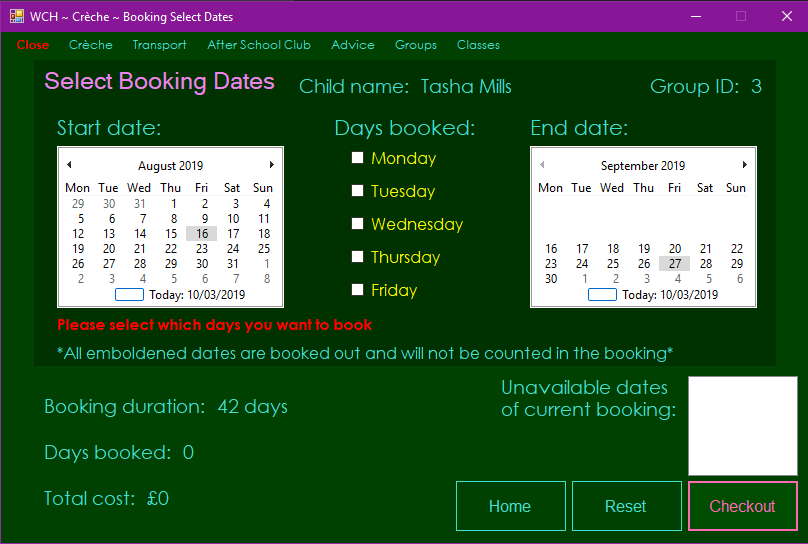 WCH ~ Crèche ~ Booking Select Dates
Close Crèche Transport After School Club Advice Groups Classes
Select Booking Dates Child name: Tasha Mills Group ID: 3
Start date: Days booked: End date:
August 2019
Mon Tue Wed Thu Fri Sat Sun
29 30 31 1 2 3 4
5 6 7 8 9 10 11
12 13 14 15 16 17 18
19 20 21 22 23 24 25
26 27 28 29 30 31 1
2 3 4 5 6 7 8
Today: 10/03/2019
Monday
Tuesday
Wednesday
Thursday
Friday
September 2019
Mon Tue Wed Thu Fri Sat Sun
16 17 18 19 20 21 22
23 24 25 26 27 28 29
30 1 2 3 4 5 6
Today: 10/03/2019
Please select which days you want to book
*All emboldened dates are booked out and will not be counted in the booking*
Booking duration: 42 days
Days booked: 0
Total cost: £0
Unavailable dates
of current booking:
Home Reset Checkout